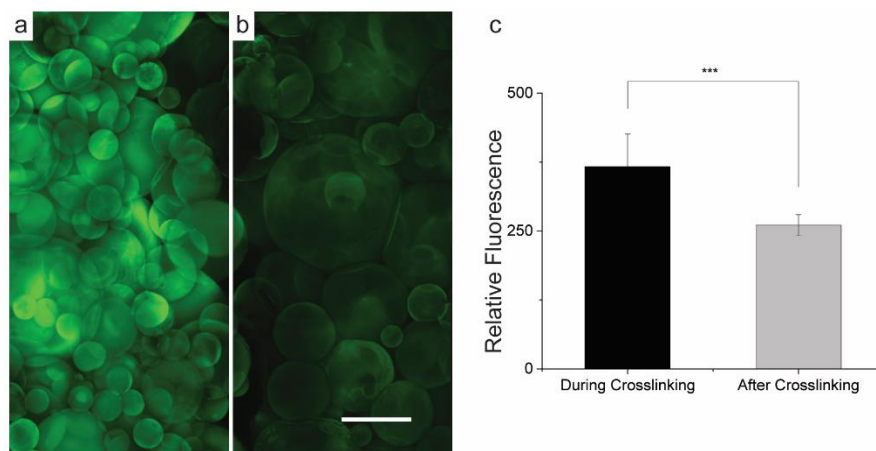 a
b
c
***
500
250
0
Relative Fluorescence
During Crosslinking
After Crosslinking